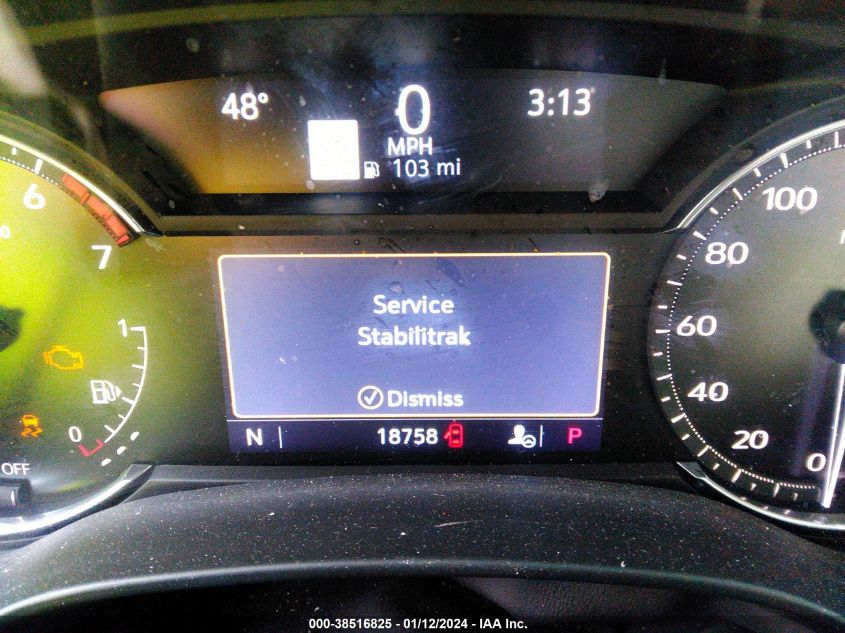 48° 0 3:13
MPH
103 mi
6
7
1
0
OFF
100
80
60
40
20
0
Service
Stabilitrak
Dismiss
N 18758 P
000-38516825 - 01/12/2024 - IAA Inc.